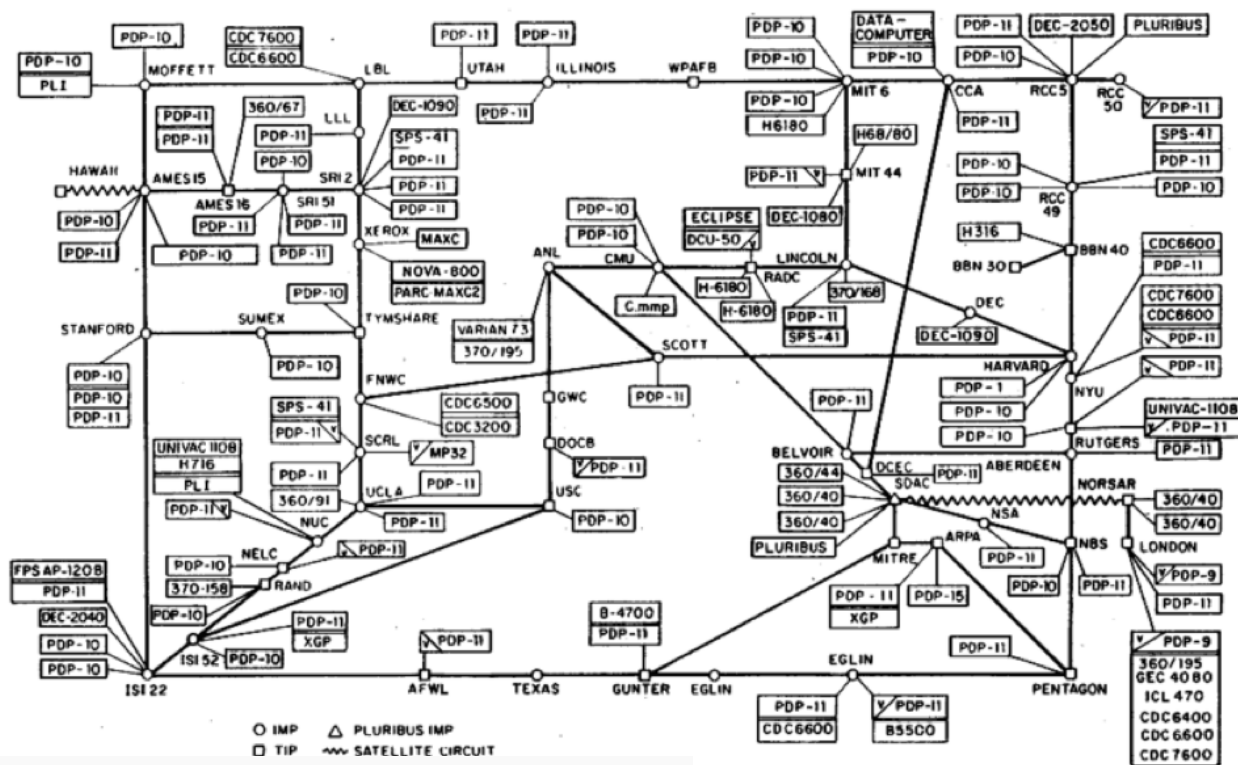 PDP-10
CDC7600
CDC6600
PDP-11
PDP-11
PDP-10
DATA-
COMPUTER
PDP-10
PDP-11
DEC-2050
PLURIBUS
PDP-10
PLI
MOFFETT
LBL
UTAH
ILLINOIS
WPAFB
PDP-10
PDP-10
MIT 6
CCA
PDP-10
RCC5
RCC
50
PDP-11
PDP-11
PDP-10
H6180
PDP-11
PDP-11
PDP-11
360/67
LLL
PDP-11
DEC-1090
SPS-41
PDP-11
H68/80
SPS-41
PDP-11
HAWAII
AMES15
AMES16
PDP-10
SRI51
SRI2
PDP-11
PDP-11
PDP-11
MIT 44
PDP-10
PDP-10
PDP-10
RCC
49
PDP-10
PDP-11
PDP-10
PDP-11
PDP-11
PDP-11
XEROX
MAXC
PDP-10
PDP-10
ECLIPSE
DCU-50
DEC-1080
H316
BBN 40
BBN 30
CDC6600
PDP-11
NOVA-800
PARC-MAXC2
ANL
CMU
RADC
LINCOLN
C.mmp
H-6180
H-6180
370/168
PDP-11
SPS-41
DEC
DEC-1090
CDC7600
CDC6600
PDP-11
PDP-11
STANFORD
SUMEX
PDP-10
TYMSHARE
PDP-10
VARIAN 73
370/195
SCOTT
PDP-11
HARVARD
NYU
PDP-10
PDP-10
PDP-11
FNWC
CDC6500
CDC3200
GWC
PDP-11
PDP-1
PDP-10
PDP-10
UNIVAC-1108
PDP-11
PDP-11
RUTGERS
SPS-41
PDP-11
SCRL
MP32
DOCB
PDP-11
BELVOIR
DCEC
PDP-11
ABERDEEN
UNIVAC 1108
H716
PLI
PDP-11
PDP-11
360/91
UCLA
PDP-11
PDP-11
USC
PDP-10
360/44
360/40
360/40
PLURIBUS
SDAC
NORSAR
360/40
360/40
NUC
NELC
PDP-11
NSA
PDP-11
NBS
PDP-10
PDP-11
LONDON
PDP-9
PDP-11
MITRE
ARPA
PDP-11
XGP
PDP-15
FPS AP-120B
PDP-11
DEC-2040
PDP-10
PDP-10
PDP-10
370-158
PDP-10
RAND
PDP-11
XGP
PDP-10
ISI52
ISI22
PDP-11
AFWL
TEXAS
B-4700
PDP-11
GUNTER
EGLIN
EGLIN
PDP-11
CDC6600
PDP-11
B5500
PDP-11
PENTAGON
PDP-9
360/195
GEC 4080
ICL 470
CDC6400
CDC6600
CDC7600
IMP
PLURIBUS IMP
TIP
SATELLITE CIRCUIT